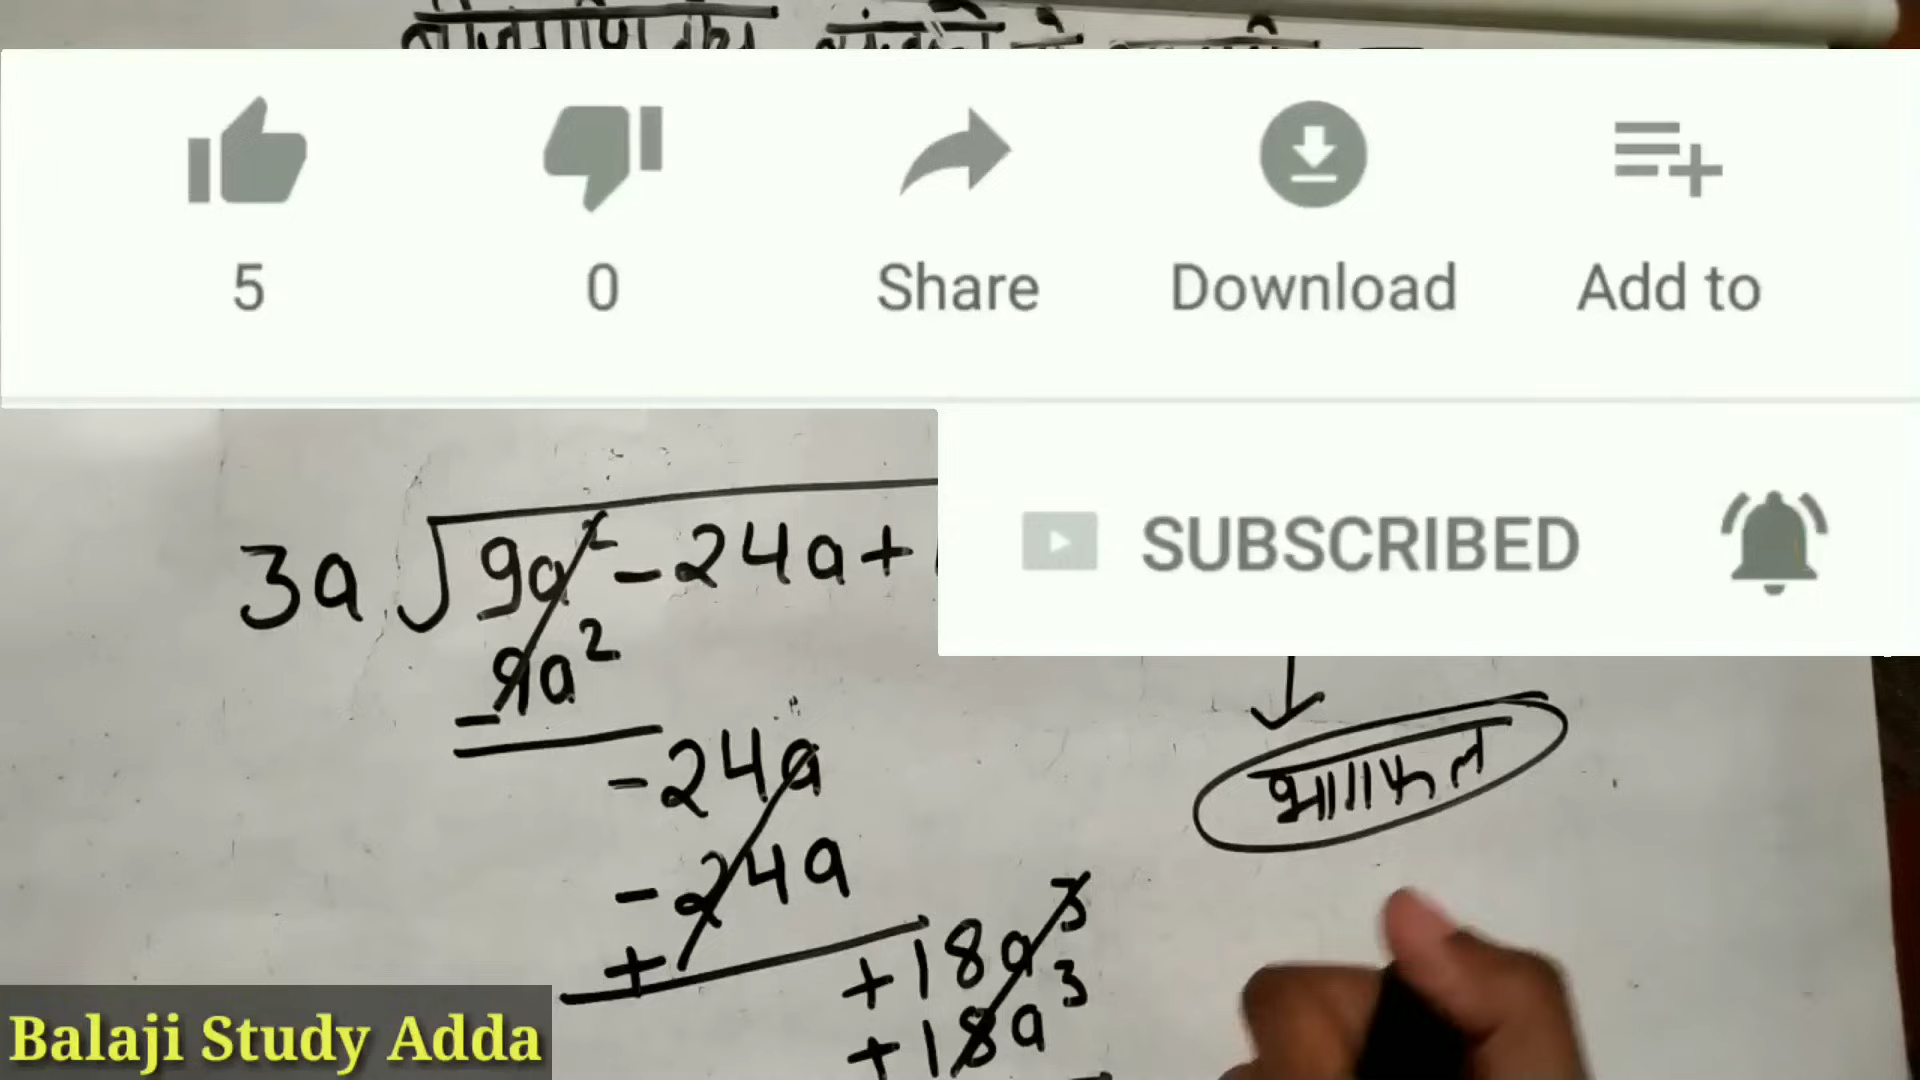 5 0 Share Download Add to
SUBSCRIBED
3a 9a² - 24a +
- 9a²
- 24a
- 24a
+
+ 18a³
+ 18a³
भागफल
Balaji Study Adda